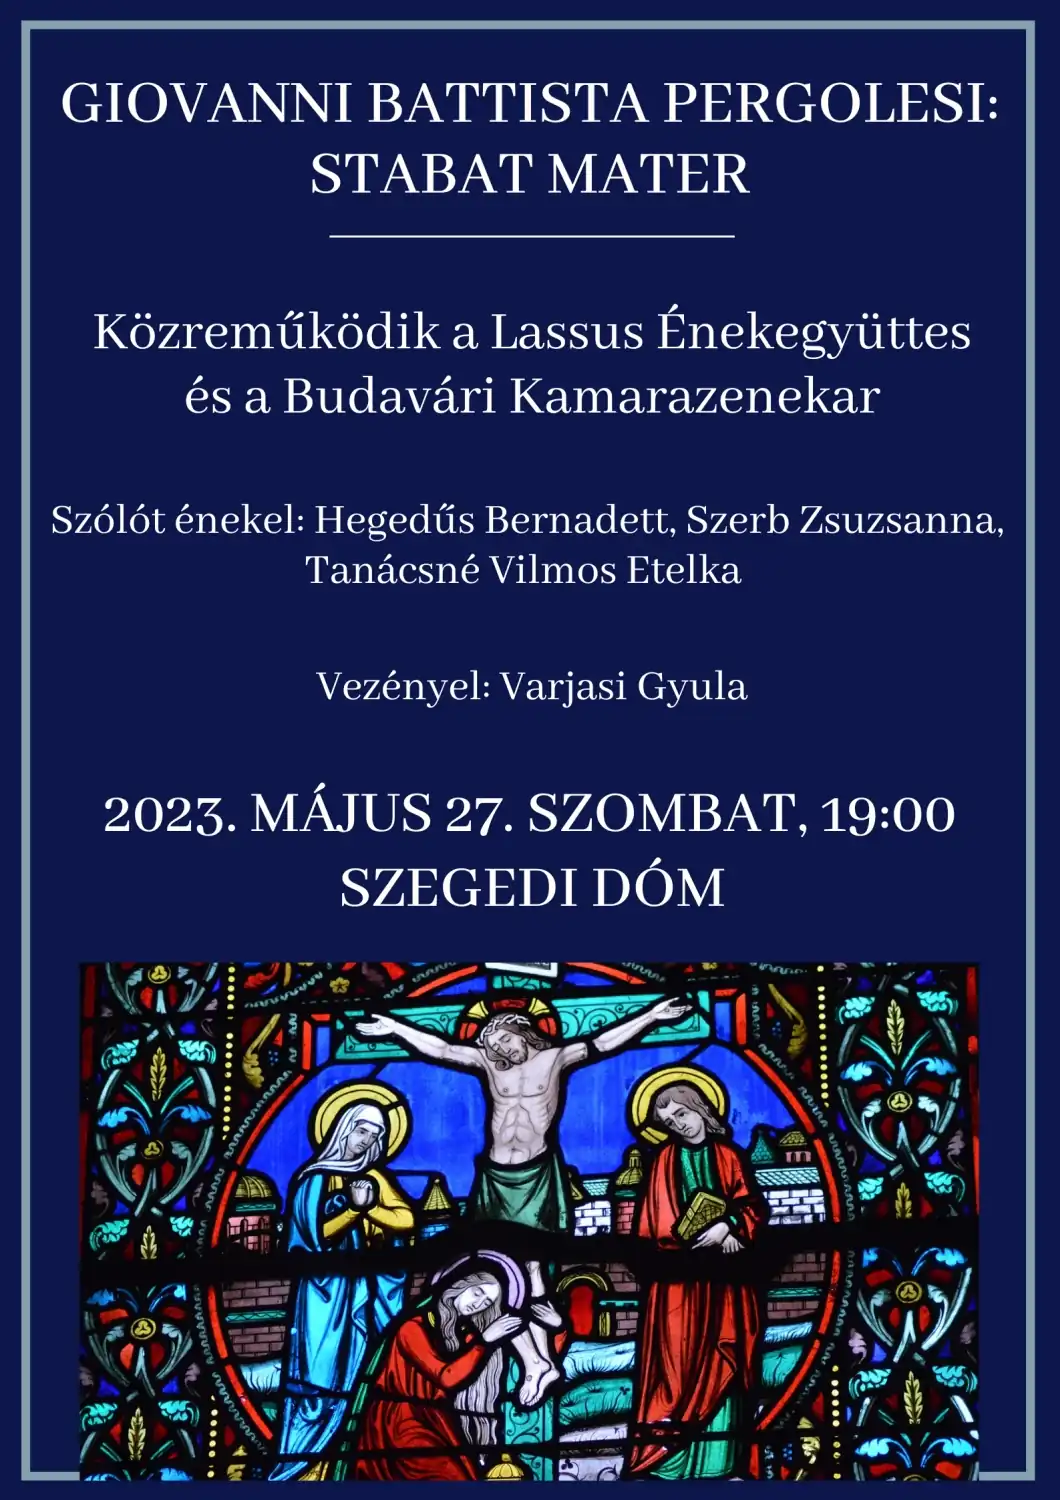 GIOVANNI BATTISTA PERGOLESI:
STABAT MATER
Közreműködik a Lassus Énekegyüttes
és a Budavári Kamarazenekar
Szólót énekel: Hegedűs Bernadett, Szerb Zsuzsanna,
Tanácsné Vilmos Etelka
Vezényel: Varjasi Gyula
2023. MÁJUS 27. SZOMBAT, 19:00
SZEGEDI DÓM